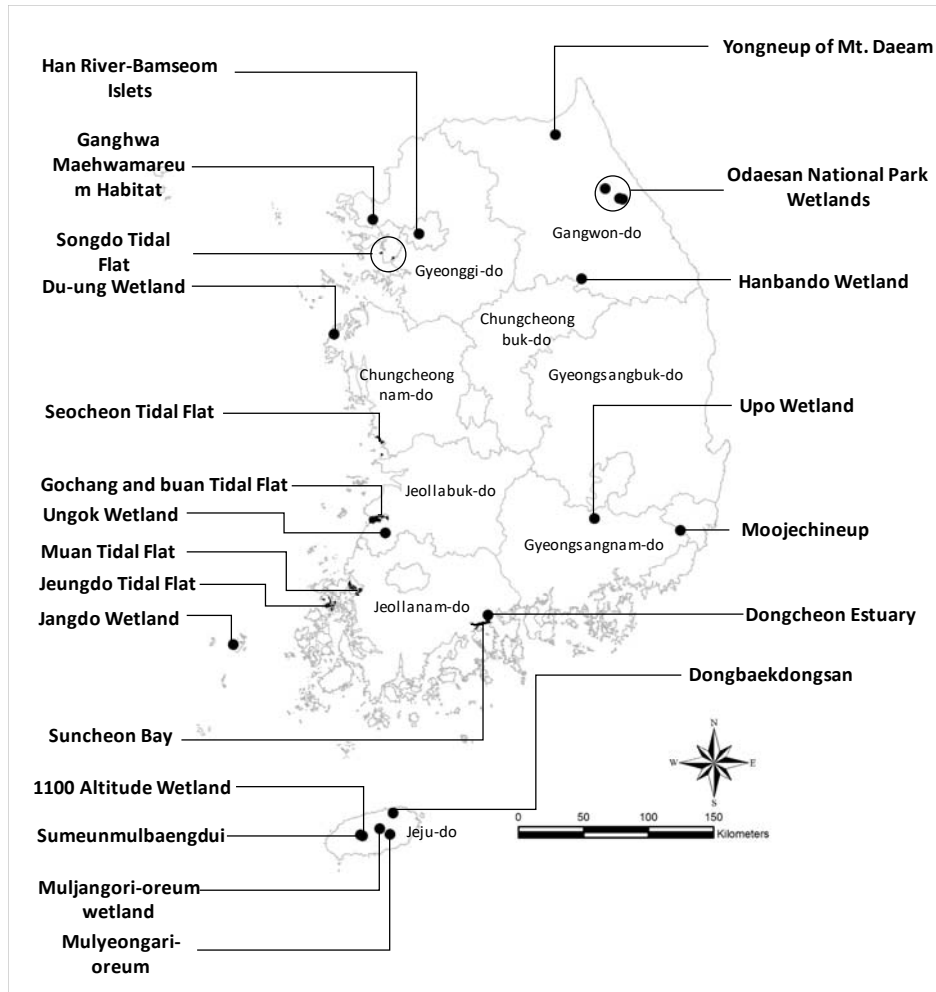 Yongneup of Mt. Daeam
Han River-Bamseom
Islets
Ganghwa
Maehwamareu
m Habitat
Odaesan National Park
Wetlands
Songdo Tidal
Flat
Gangwon-do
Gyeonggi-do
Du-ung Wetland
Hanbando Wetland
Chungcheong
buk-do
Chungcheong
nam-do
Gyeongsangbuk-do
Seocheon Tidal Flat
Upo Wetland
Gochang and buan Tidal Flat
Jeollabuk-do
Ungok Wetland
Moojechineup
Gyeongsangnam-do
Muan Tidal Flat
Jeungdo Tidal Flat
Jeollanam-do
Jangdo Wetland
Dongcheon Estuary
Dongbaekdongsan
Suncheon Bay
N
W E
S
1100 Altitude Wetland
0 50 100 150
Kilometers
Sumeunmulbaengdui
Jeju-do
Muljangori-oreum
wetland
Mulyeongari-
oreum